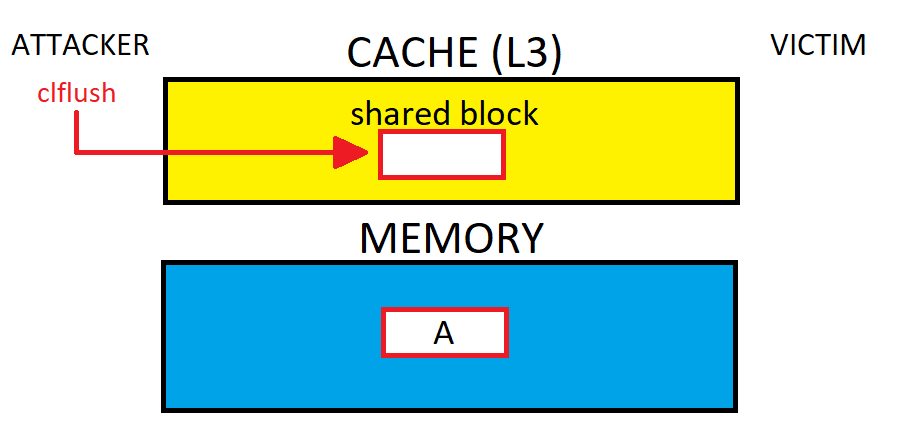 ATTACKER
CACHE (L3)
VICTIM
clflush
shared block
MEMORY
A